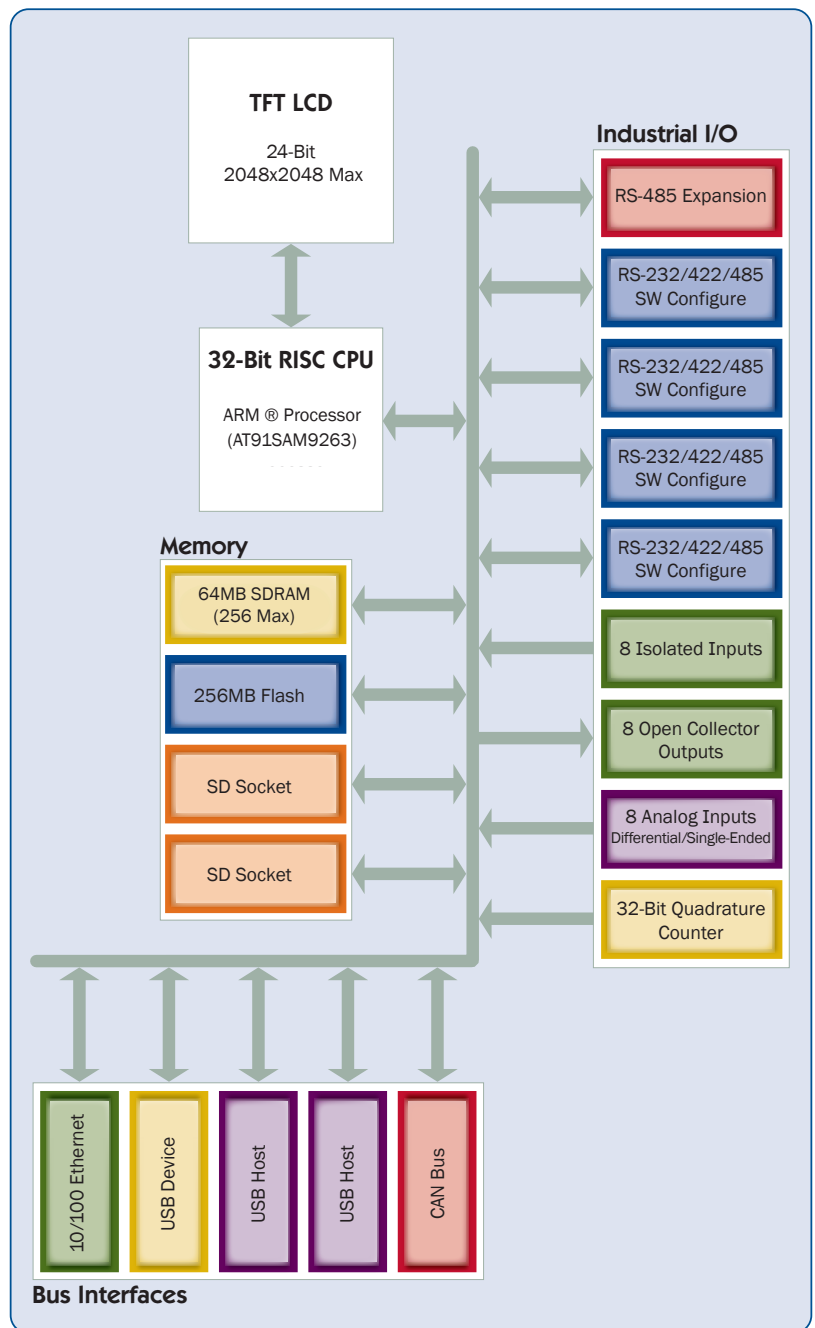 TFT LCD
24-Bit
2048x2048 Max
32-Bit RISC CPU
ARM ® Processor
(AT91SAM9263)
Memory
64MB SDRAM
(256 Max)
256MB Flash
SD Socket
SD Socket
Industrial I/O
RS-485 Expansion
RS-232/422/485
SW Configure
RS-232/422/485
SW Configure
RS-232/422/485
SW Configure
RS-232/422/485
SW Configure
8 Isolated Inputs
8 Open Collector
Outputs
8 Analog Inputs
Differential/Single-Ended
32-Bit Quadrature
Counter
10/100 Ethernet
USB Device
USB Host
USB Host
CAN Bus
Bus Interfaces